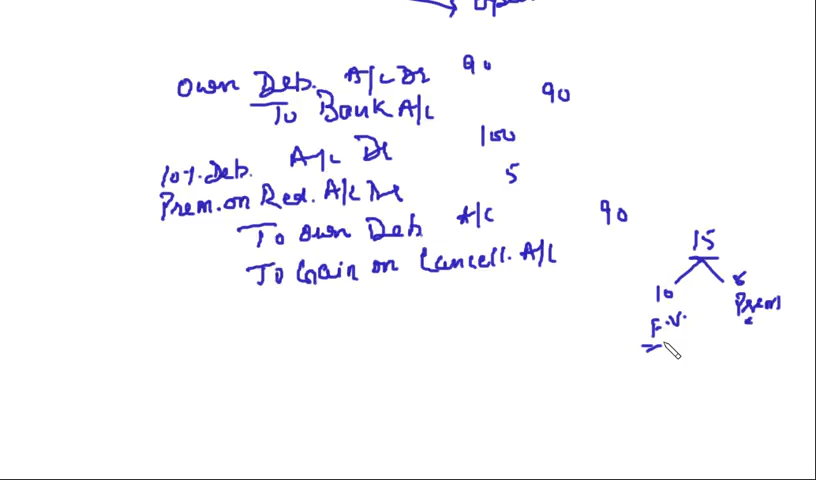 Own Deb. A/c Dr 90
To Bank A/c 90
10% Deb. A/c Dr 100
Prem. on Red. A/c Dr 5
To Own Deb A/c 90
To Gain on Cancell. A/c
15
10
F.V.
Prem